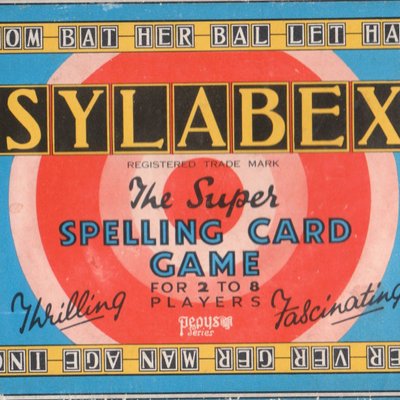 OM BAT HER BAL LET HA
SYLABEX
REGISTERED TRADE MARK
The Super
SPELLING CARD
GAME
FOR 2 TO 8
PLAYERS
Thrilling
Fascinating
Pepys
Series
ER VER GER MAN AGE ING